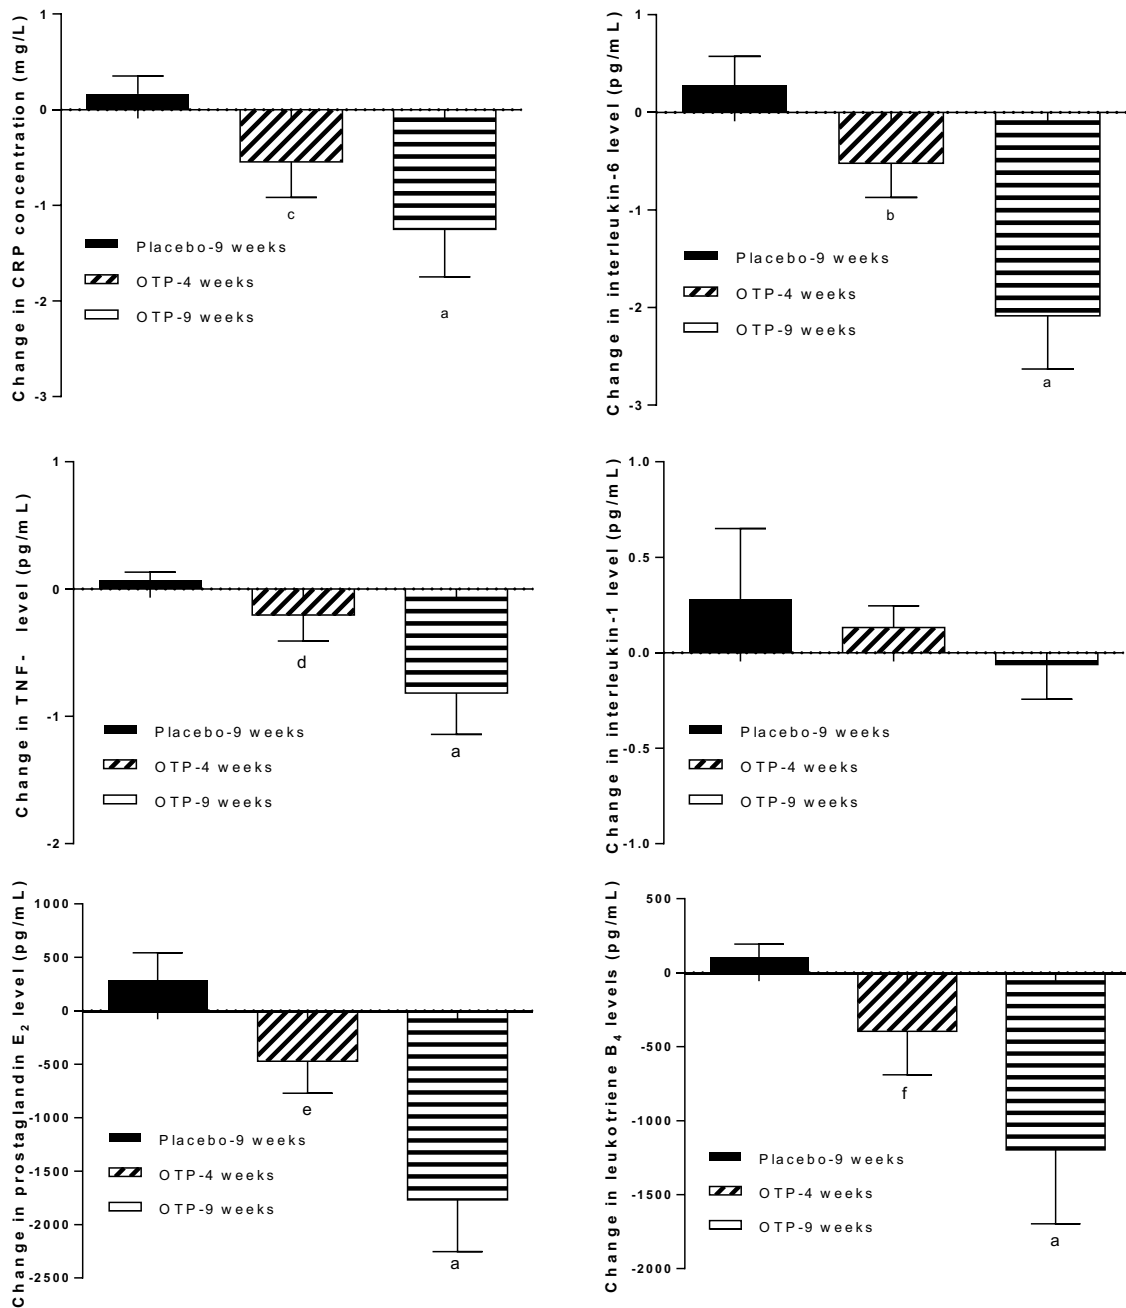 Change in CRP concentration (mg/L)
1
0
-1
-2
-3
c
a
Placebo-9 weeks
OTP-4 weeks
OTP-9 weeks
Change in interleukin-6 level (pg/mL)
1
0
-1
-2
-3
b
a
Placebo-9 weeks
OTP-4 weeks
OTP-9 weeks
Change in TNF- level (pg/mL)
1
0
-1
-2
d
a
Placebo-9 weeks
OTP-4 weeks
OTP-9 weeks
Change in interleukin-1 level (pg/mL)
1.0
0.5
0.0
-0.5
-1.0
Placebo-9 weeks
OTP-4 weeks
OTP-9 weeks
Change in prostaglandin E₂ level (pg/mL)
1000
500
0
-500
-1000
-1500
-2000
-2500
e
a
Placebo-9 weeks
OTP-4 weeks
OTP-9 weeks
Change in leukotriene B₄ levels (pg/mL)
500
0
-500
-1000
-1500
-2000
f
a
Placebo-9 weeks
OTP-4 weeks
OTP-9 weeks